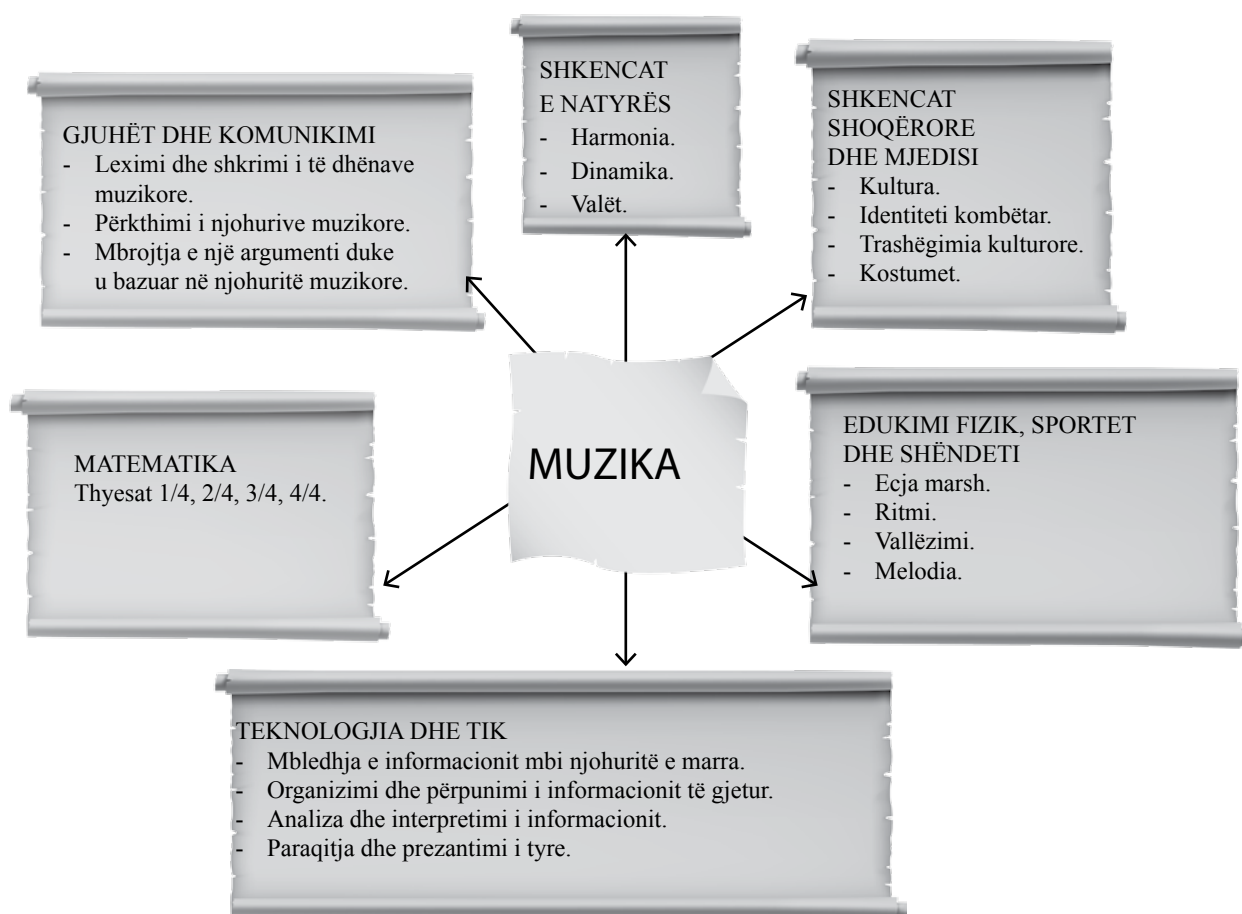 SHKENCAT
E NATYRËS
- Harmonia.
- Dinamika.
- Valët.
GJUHËT DHE KOMUNIKIMI
- Leximi dhe shkrimi i të dhënave
muzikore.
- Përkthimi i njohurive muzikore.
- Mbrojtja e një argumenti duke
u bazuar në njohuritë muzikore.
SHKENCAT
SHOQËRORE
DHE MJEDISI
- Kultura.
- Identiteti kombëtar.
- Trashëgimia kulturore.
- Kostumet.
MUZIKA
MATEMATIKA
Thyesat 1/4, 2/4, 3/4, 4/4.
EDUKIMI FIZIK, SPORTET
DHE SHËNDETI
- Ecja marsh.
- Ritmi.
- Vallëzimi.
- Melodia.
TEKNOLOGJIA DHE TIK
- Mbledhja e informacionit mbi njohuritë e marra.
- Organizimi dhe përpunimi i informacionit të gjetur.
- Analiza dhe interpretimi i informacionit.
- Paraqitja dhe prezantimi i tyre.